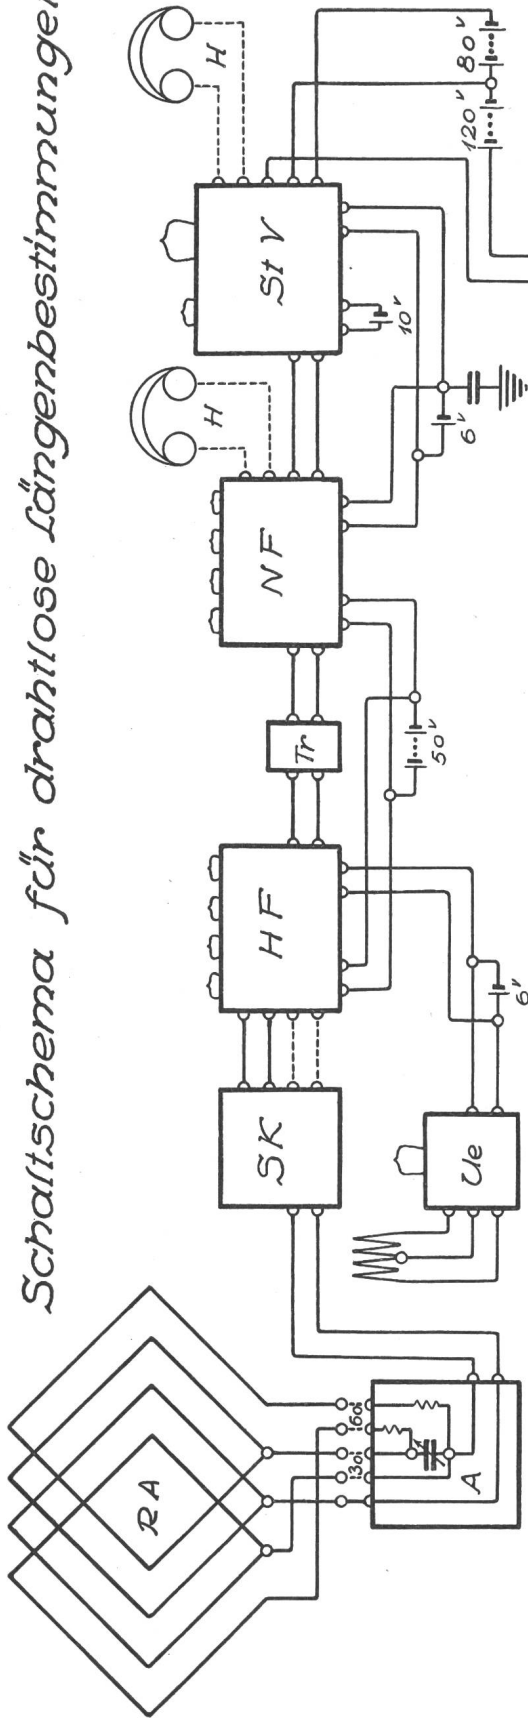 Schaltschema für drahtlose Längenbestimmungen
RA
130
160
A
SK
Ue
6ᵛ
HF
Tr
50ᵛ
NF
H
6ᵛ
St V
H
10ᵛ
120ᵛ
80ᵛ